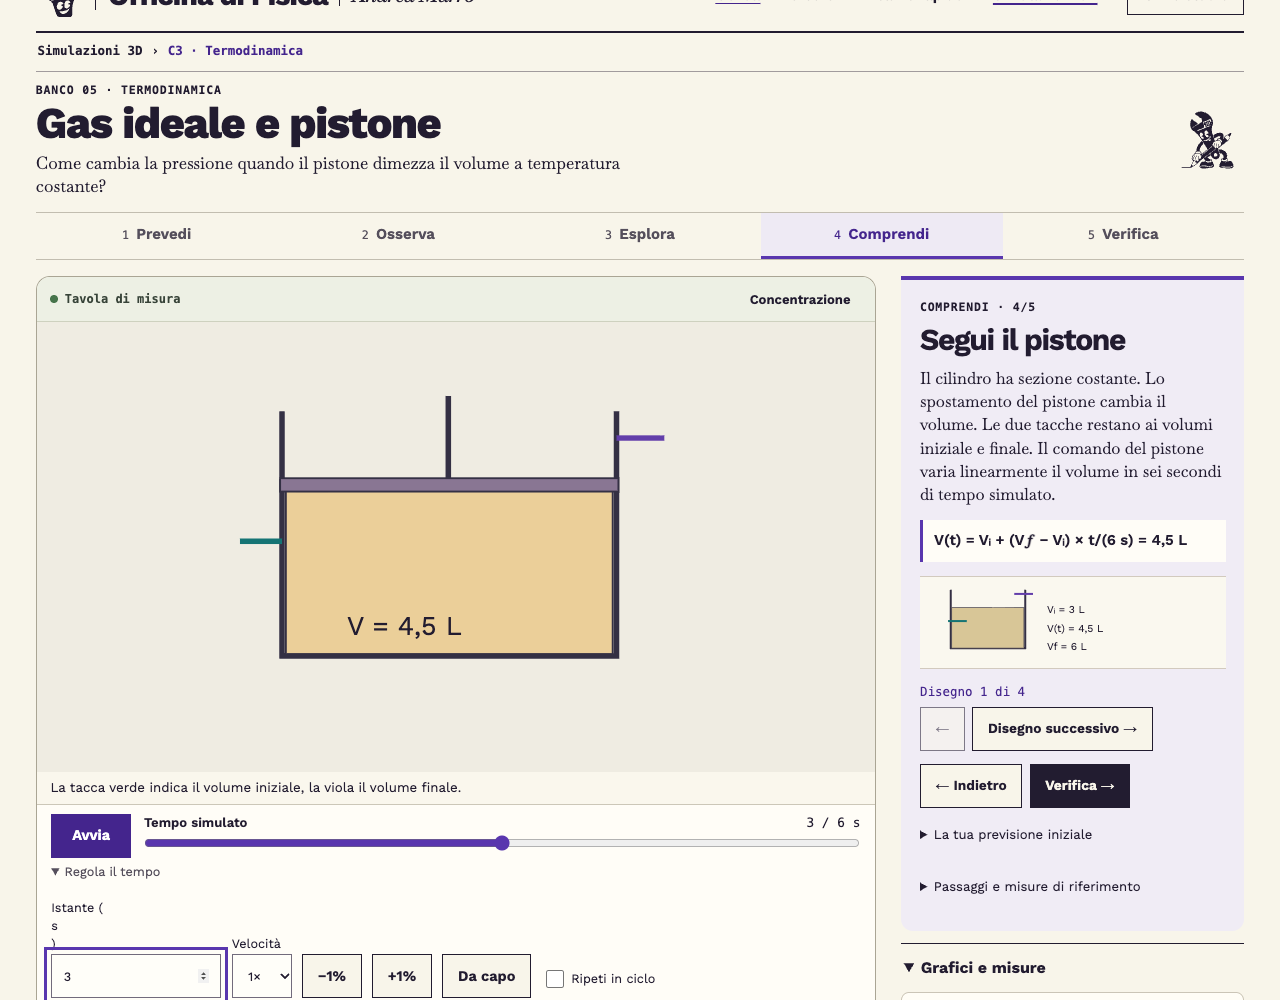 Officina di Fisica
Andrea Marro
Simulazioni 3D › C3 · Termodinamica
BANCO 05 · TERMODINAMICA
Gas ideale e pistone
Come cambia la pressione quando il pistone dimezza il volume a temperatura
costante?
1 Prevedi
2 Osserva
3 Esplora
4 Comprendi
5 Verifica
Tavola di misura
Concentrazione
V = 4,5 L
La tacca verde indica il volume iniziale, la viola il volume finale.
Avvia
Tempo simulato
3 / 6 s
▼ Regola il tempo
Istante (
s
)
Velocità
3
1×
−1%
+1%
Da capo
Ripeti in ciclo
COMPRENDI · 4/5
Segui il pistone
Il cilindro ha sezione costante. Lo
spostamento del pistone cambia il
volume. Le due tacche restano ai volumi
iniziale e finale. Il comando del pistone
varia linearmente il volume in sei secondi
di tempo simulato.
V(t) = Vᵢ + (V𝑓 − Vᵢ) × t/(6 s) = 4,5 L
Vᵢ = 3 L
V(t) = 4,5 L
Vf = 6 L
Disegno 1 di 4
←
Disegno successivo →
← Indietro
Verifica →
▶ La tua previsione iniziale
▶ Passaggi e misure di riferimento
▼ Grafici e misure